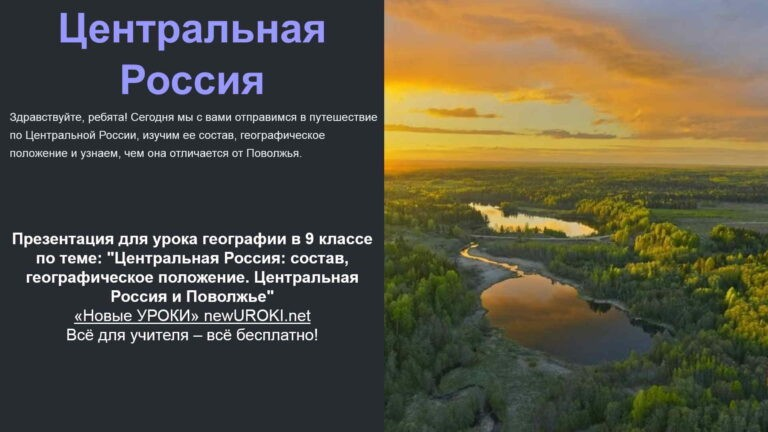 Центральная
Россия
Здравствуйте, ребята! Сегодня мы с вами отправимся в путешествие
по Центральной России, изучим ее состав, географическое
положение и узнаем, чем она отличается от Поволжья.
Презентация для урока географии в 9 классе
по теме: "Центральная Россия: состав,
географическое положение. Центральная
Россия и Поволжье"
«Новые УРОКИ» newUROKI.net
Всё для учителя – всё бесплатно!